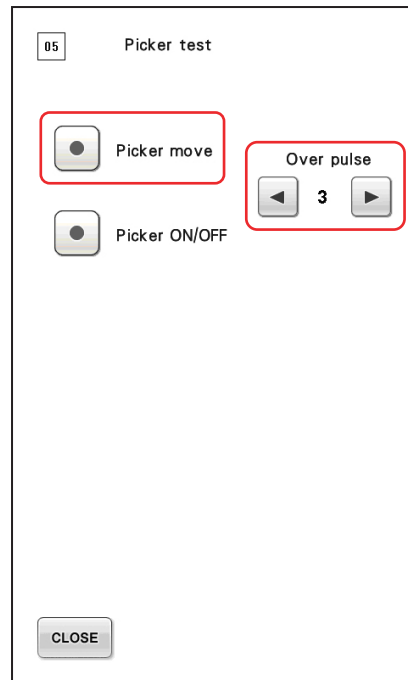 05 Picker test
Picker move
Over pulse
3
Picker ON/OFF
CLOSE